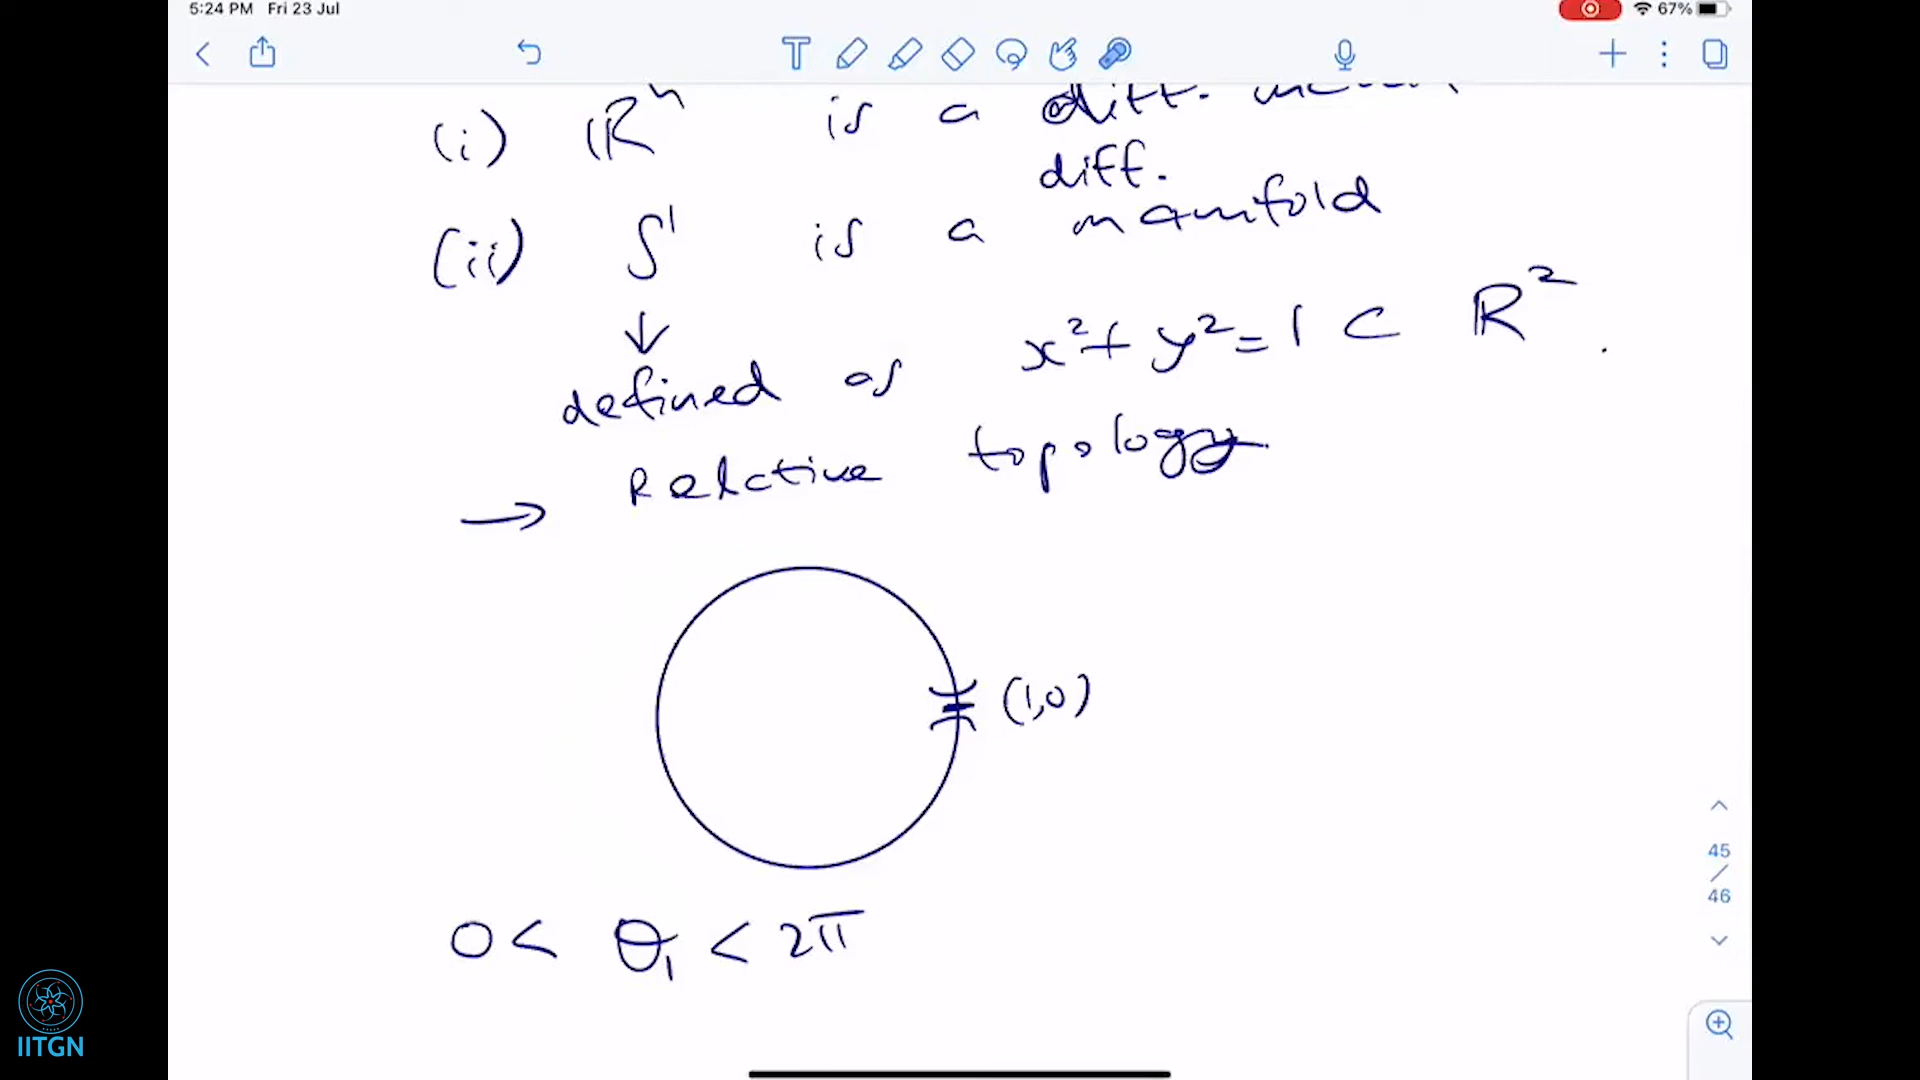 5:24 PM Fri 23 Jul
67%
(i) ℝⁿ is a diff.
diff.
(ii) S¹ is a manifold
↓
defined as x²+ y²=1 ⊂ ℝ² .
→ Relative topology
(1,0)
0 < θ₁ < 2π
45
/
46
IITGN